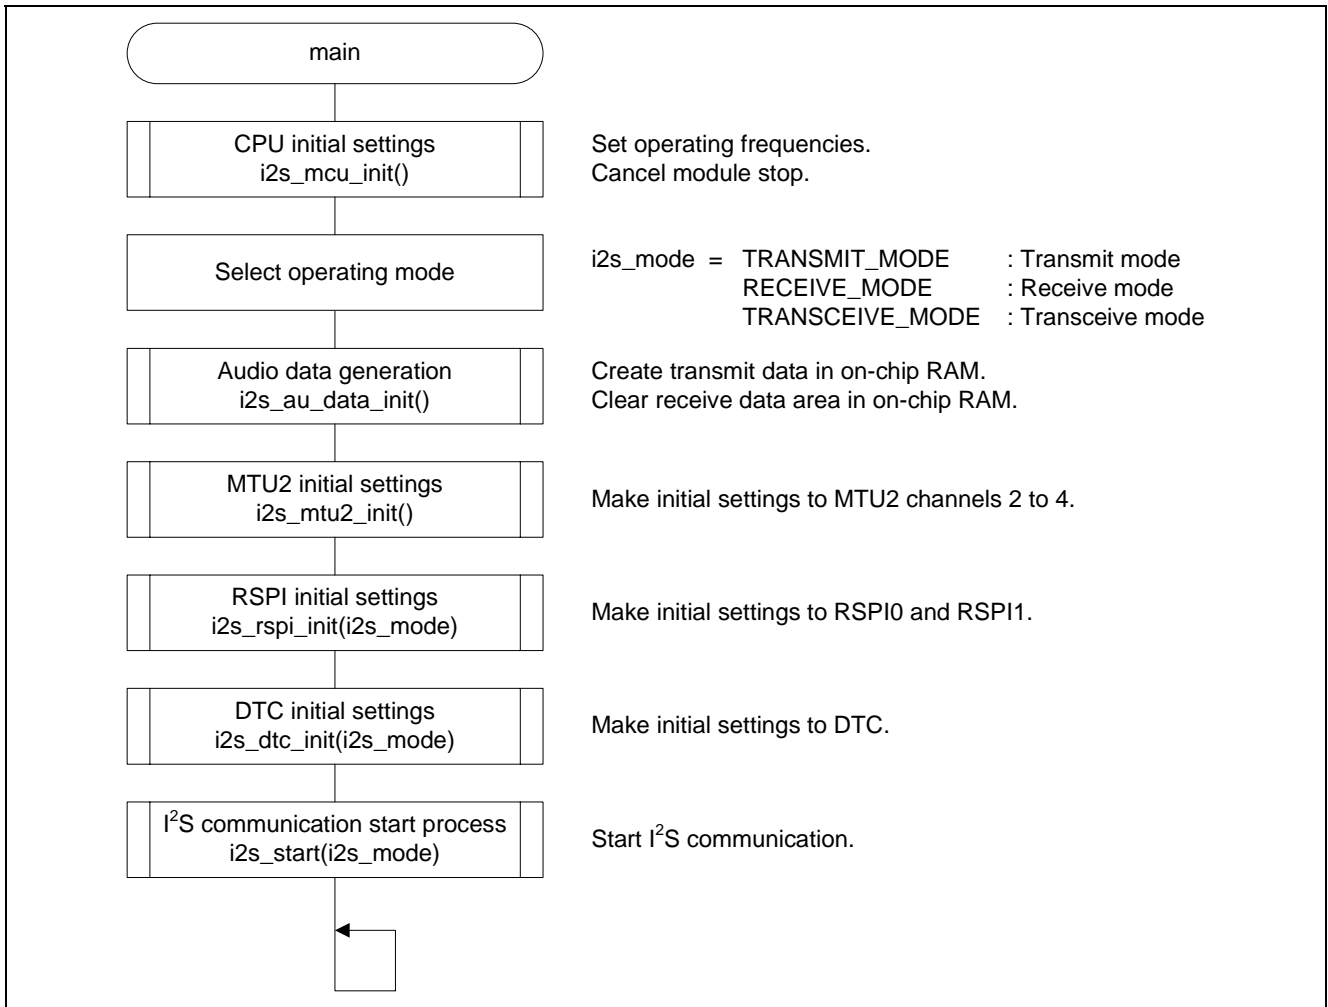 main
CPU initial settings
i2s_mcu_init()
Set operating frequencies.
Cancel module stop.
Select operating mode
i2s_mode = TRANSMIT_MODE : Transmit mode
RECEIVE_MODE : Receive mode
TRANSCEIVE_MODE : Transceive mode
Audio data generation
i2s_au_data_init()
Create transmit data in on-chip RAM.
Clear receive data area in on-chip RAM.
MTU2 initial settings
i2s_mtu2_init()
Make initial settings to MTU2 channels 2 to 4.
RSPI initial settings
i2s_rspi_init(i2s_mode)
Make initial settings to RSPI0 and RSPI1.
DTC initial settings
i2s_dtc_init(i2s_mode)
Make initial settings to DTC.
I²S communication start process
i2s_start(i2s_mode)
Start I²S communication.